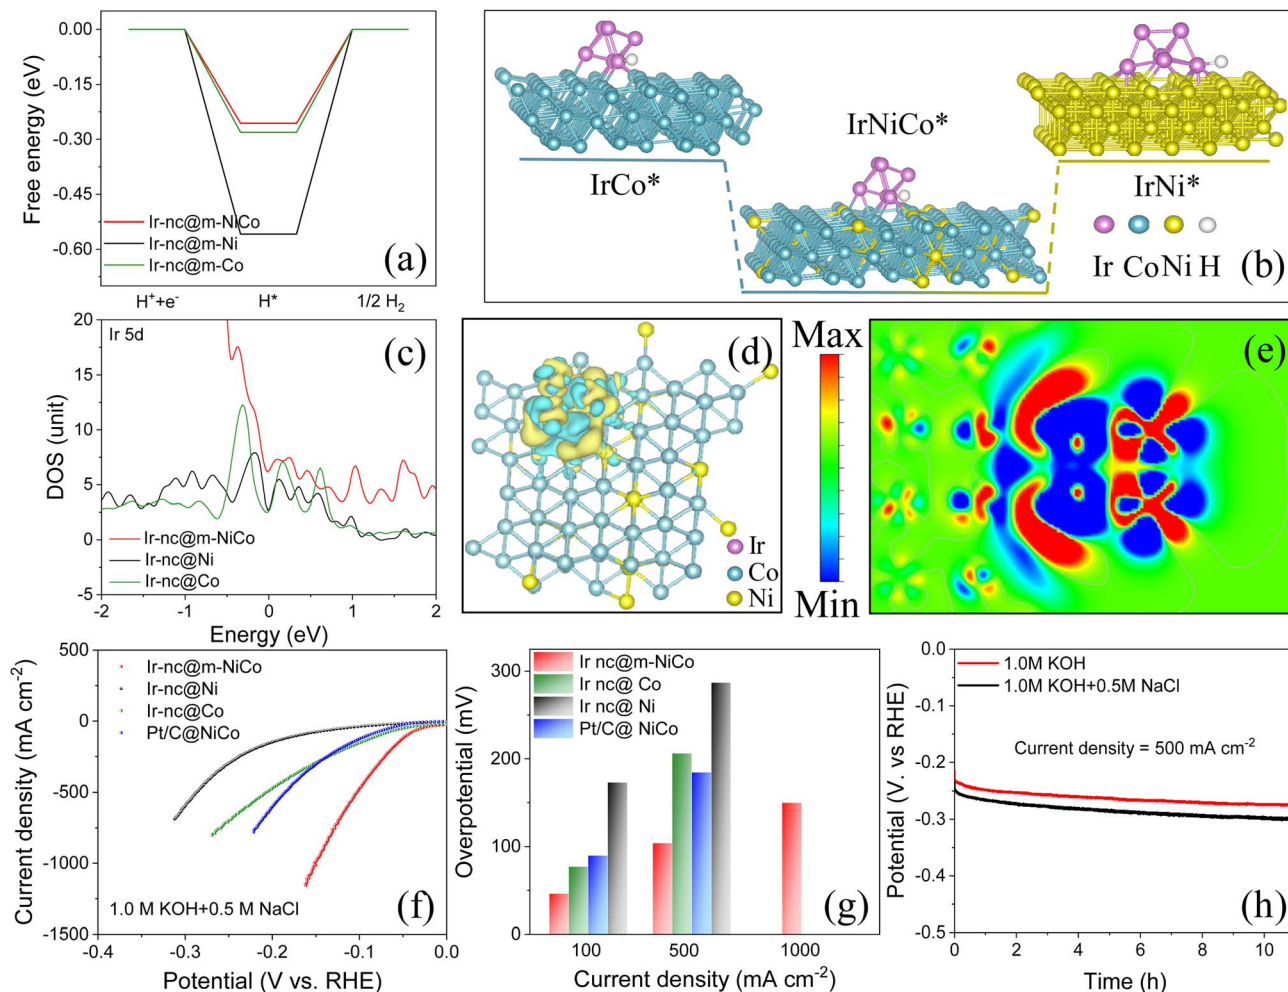 0.00
-0.15
-0.30
-0.45
-0.60
Free energy (eV)
Ir-nc@m-NiCo
Ir-nc@m-Ni
Ir-nc@m-Co
(a)
H⁺+e⁻
H*
1/2 H₂
IrCo*
IrNiCo*
IrNi*
Ir Co Ni H
(b)
Ir 5d
(c)
20
15
10
5
0
-5
DOS (unit)
Ir-nc@m-NiCo
Ir-nc@Ni
Ir-nc@Co
-2 -1 0 1 2
Energy (eV)
(d)
Ir
Co
Ni
Max
Min
(e)
500
0
-500
-1000
-1500
Current density (mA cm⁻²)
Ir-nc@m-NiCo
Ir-nc@Ni
Ir-nc@Co
Pt/C@NiCo
1.0 M KOH+0.5 M NaCl
(f)
-0.4 -0.3 -0.2 -0.1 0.0
Potential (V vs. RHE)
300
200
100
0
Overpotential (mV)
Ir nc@m-NiCo
Ir nc@ Co
Ir nc@ Ni
Pt/C@ NiCo
(g)
100 500 1000
Current density (mA cm⁻²)
0.0
-0.1
-0.2
-0.3
-0.4
-0.5
Potential (V. vs RHE)
1.0M KOH
1.0M KOH+0.5M NaCl
Current density = 500 mA cm⁻²
(h)
0 2 4 6 8 10
Time (h)